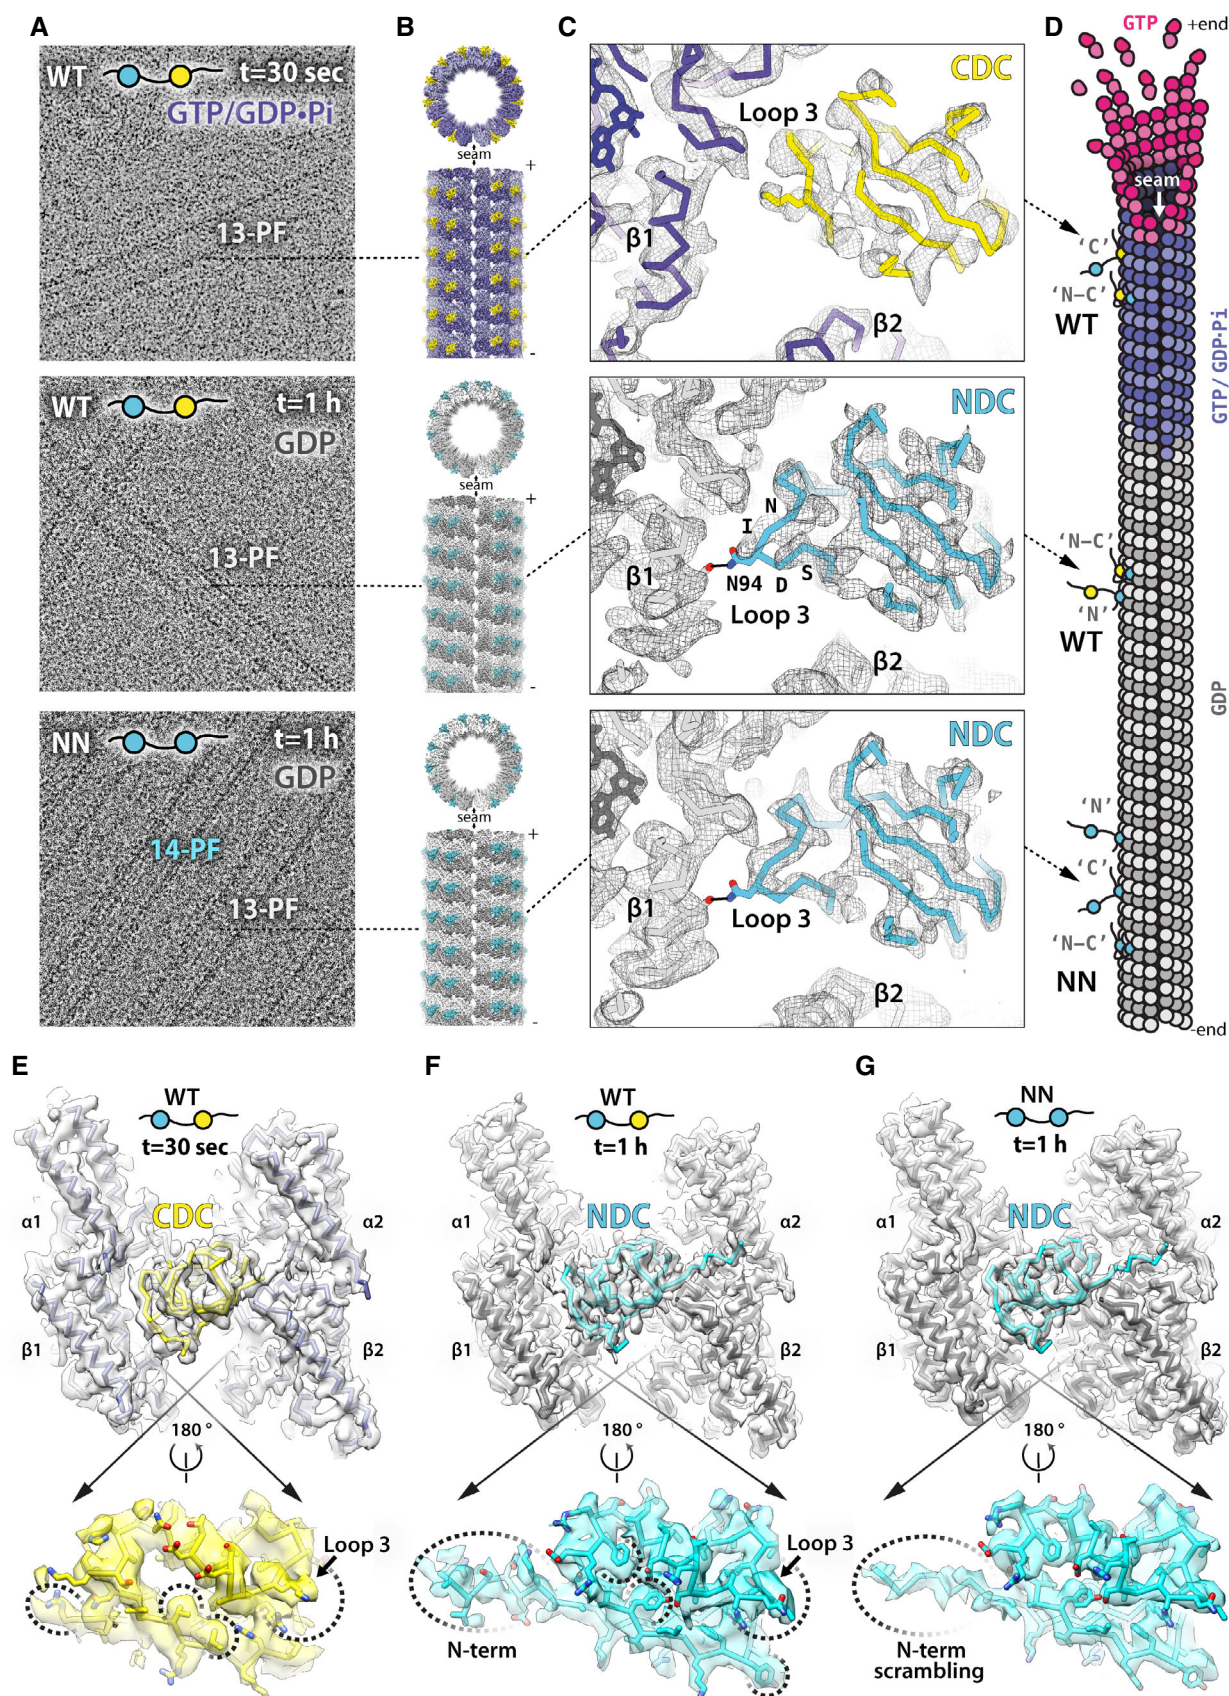 A
WT
t=30 sec
GTP/GDP•Pi
13-PF
WT
t=1 h
GDP
13-PF
NN
t=1 h
GDP
14-PF
13-PF
B
seam
+
-
seam
+
-
seam
+
-
C
CDC
Loop 3
β1
β2
NDC
N
I
β1
N94
D
S
Loop 3
β2
NDC
β1
Loop 3
β2
D
GTP
+end
seam
'C'
'N–C'
WT
GTP/ GDP·Pi
'N–C'
'N'
WT
GDP
'N'
'C'
'N–C'
NN
-end
E
WT
t=30 sec
CDC
α1
α2
β1
β2
180 °
Loop 3
F
WT
t=1 h
NDC
α1
α2
β1
β2
180 °
Loop 3
N-term
G
NN
t=1 h
NDC
α1
α2
β1
β2
180 °
N-term
scrambling